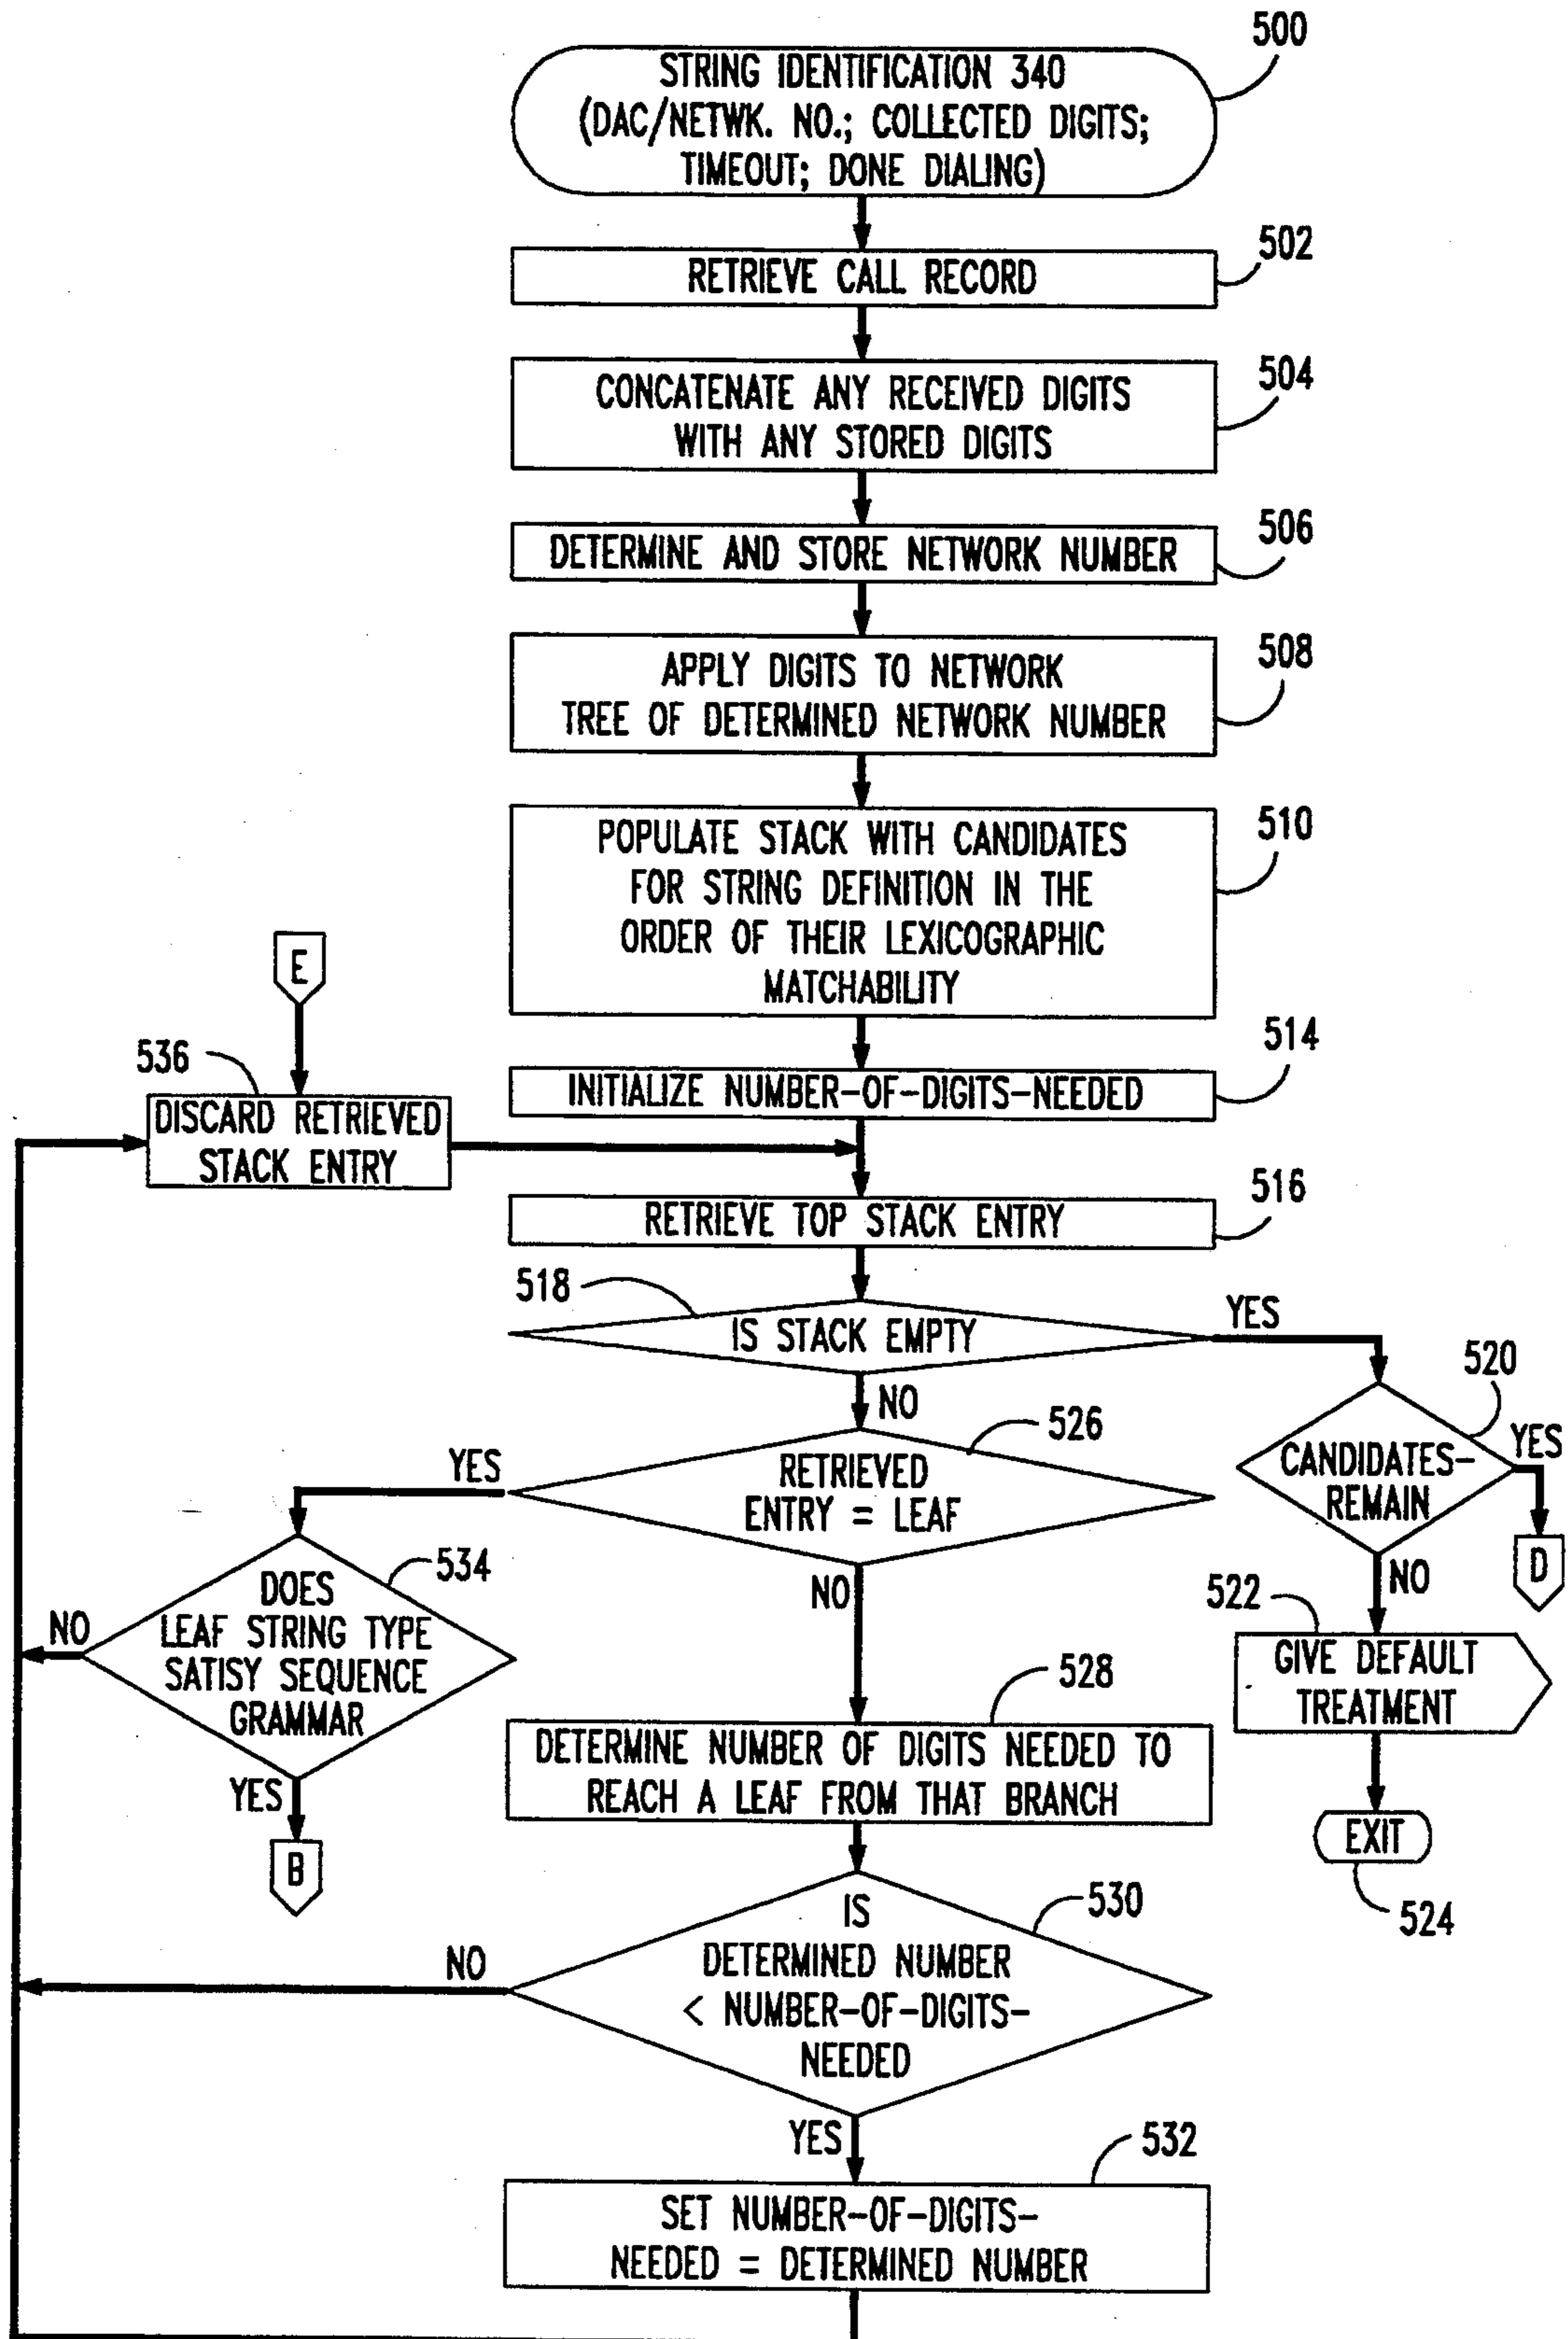 500
STRING IDENTIFICATION 340
(DAC/NETWK. NO.; COLLECTED DIGITS;
TIMEOUT; DONE DIALING)
502
RETRIEVE CALL RECORD
504
CONCATENATE ANY RECEIVED DIGITS
WITH ANY STORED DIGITS
506
DETERMINE AND STORE NETWORK NUMBER
508
APPLY DIGITS TO NETWORK
TREE OF DETERMINED NETWORK NUMBER
510
POPULATE STACK WITH CANDIDATES
FOR STRING DEFINITION IN THE
ORDER OF THEIR LEXICOGRAPHIC
MATCHABILITY
E
514
INITIALIZE NUMBER-OF-DIGITS-NEEDED
536
DISCARD RETRIEVED
STACK ENTRY
516
RETRIEVE TOP STACK ENTRY
518
IS STACK EMPTY
YES
NO
520
CANDIDATES-
REMAIN
YES
D
NO
522
GIVE DEFAULT
TREATMENT
EXIT
524
526
RETRIEVED
ENTRY = LEAF
YES
NO
534
DOES
LEAF STRING TYPE
SATISY SEQUENCE
GRAMMAR
NO
YES
B
528
DETERMINE NUMBER OF DIGITS NEEDED TO
REACH A LEAF FROM THAT BRANCH
530
IS
DETERMINED NUMBER
< NUMBER-OF-DIGITS-
NEEDED
NO
YES
532
SET NUMBER-OF-DIGITS-
NEEDED = DETERMINED NUMBER